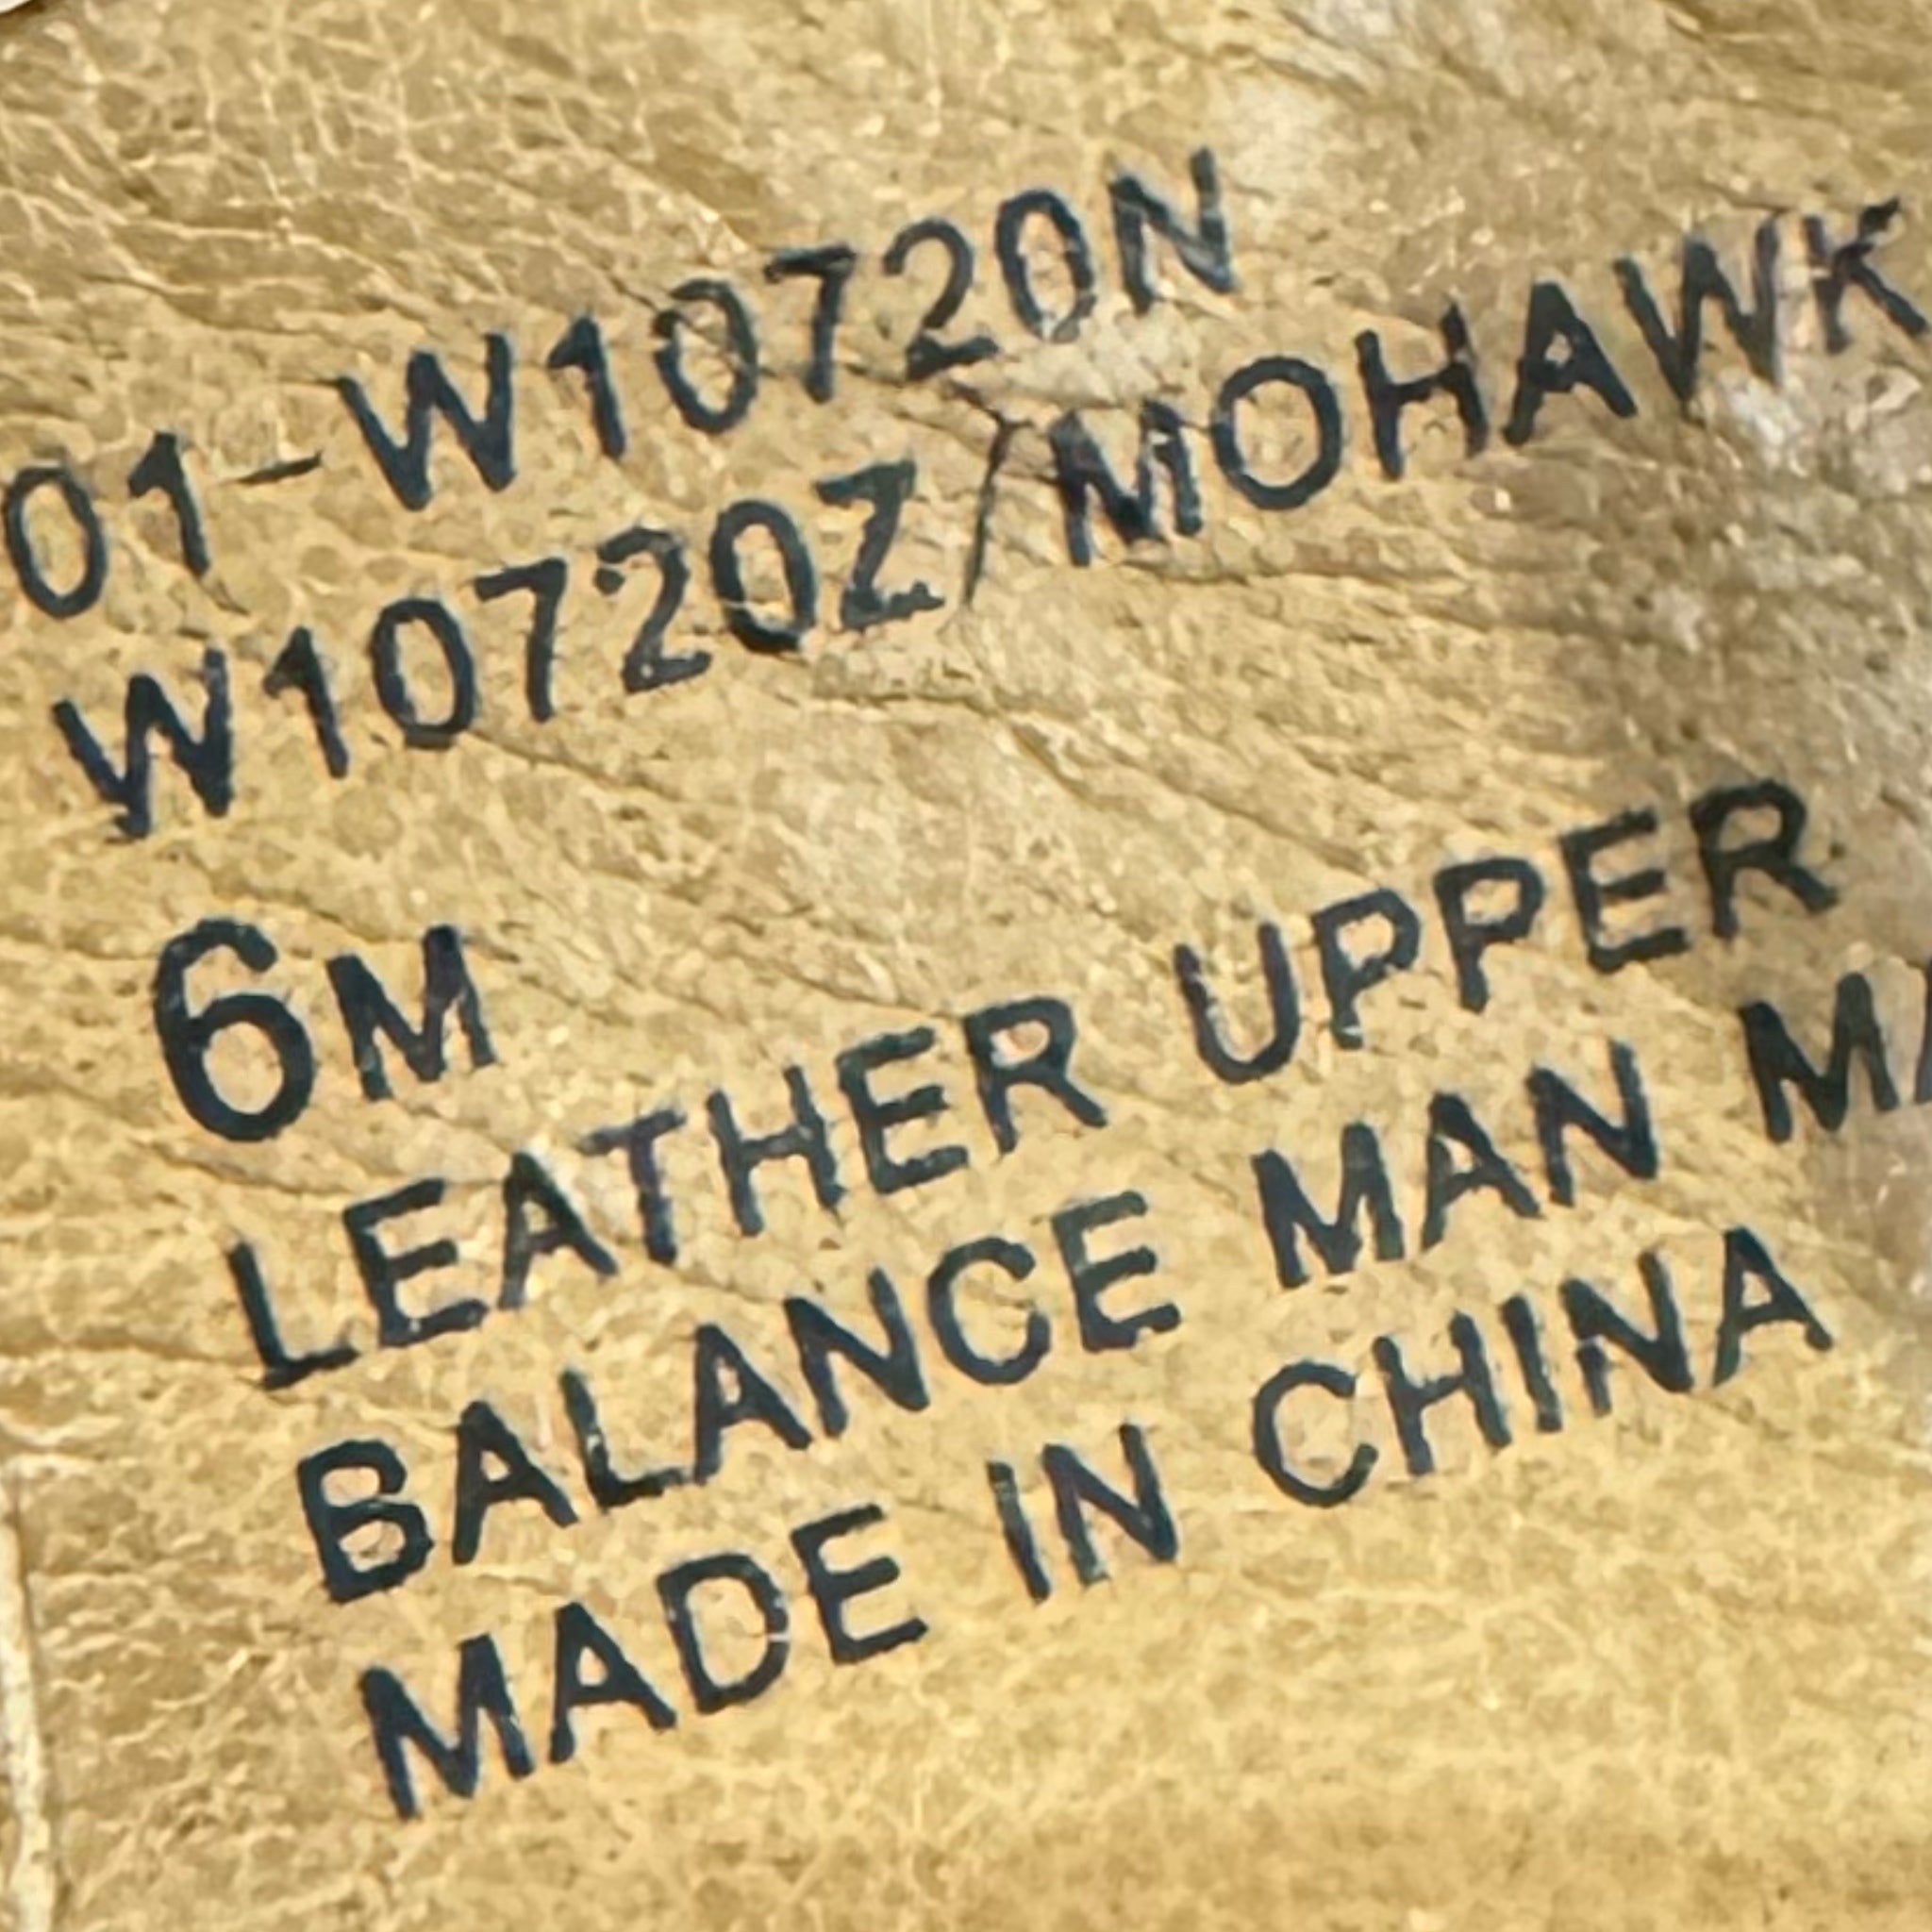 01-W10720N
W10720Z/MOHAWK
6M
LEATHER UPPER
BALANCE MAN
MADE IN CHINA